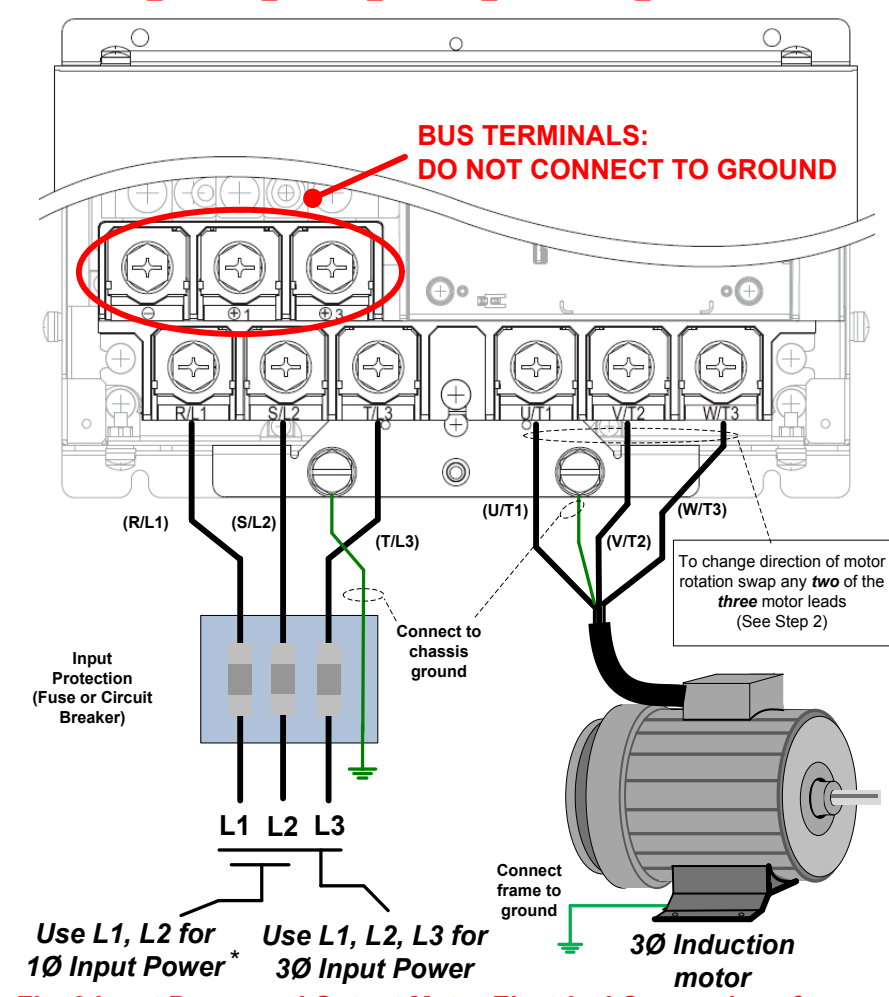 BUS TERMINALS:
DO NOT CONNECT TO GROUND
⊖ ⊕1 ⊕3
R/L1 S/L2 T/L3 U/T1 V/T2 W/T3
(R/L1)
(S/L2)
(T/L3)
(U/T1)
(V/T2)
(W/T3)
To change direction of motor
rotation swap any two of the
three motor leads
(See Step 2)
Connect to
chassis
ground
Input
Protection
(Fuse or Circuit
Breaker)
L1 L2 L3
Use L1, L2 for
1Ø Input Power *
Use L1, L2, L3 for
3Ø Input Power
Connect
frame to
ground
3Ø Induction
motor